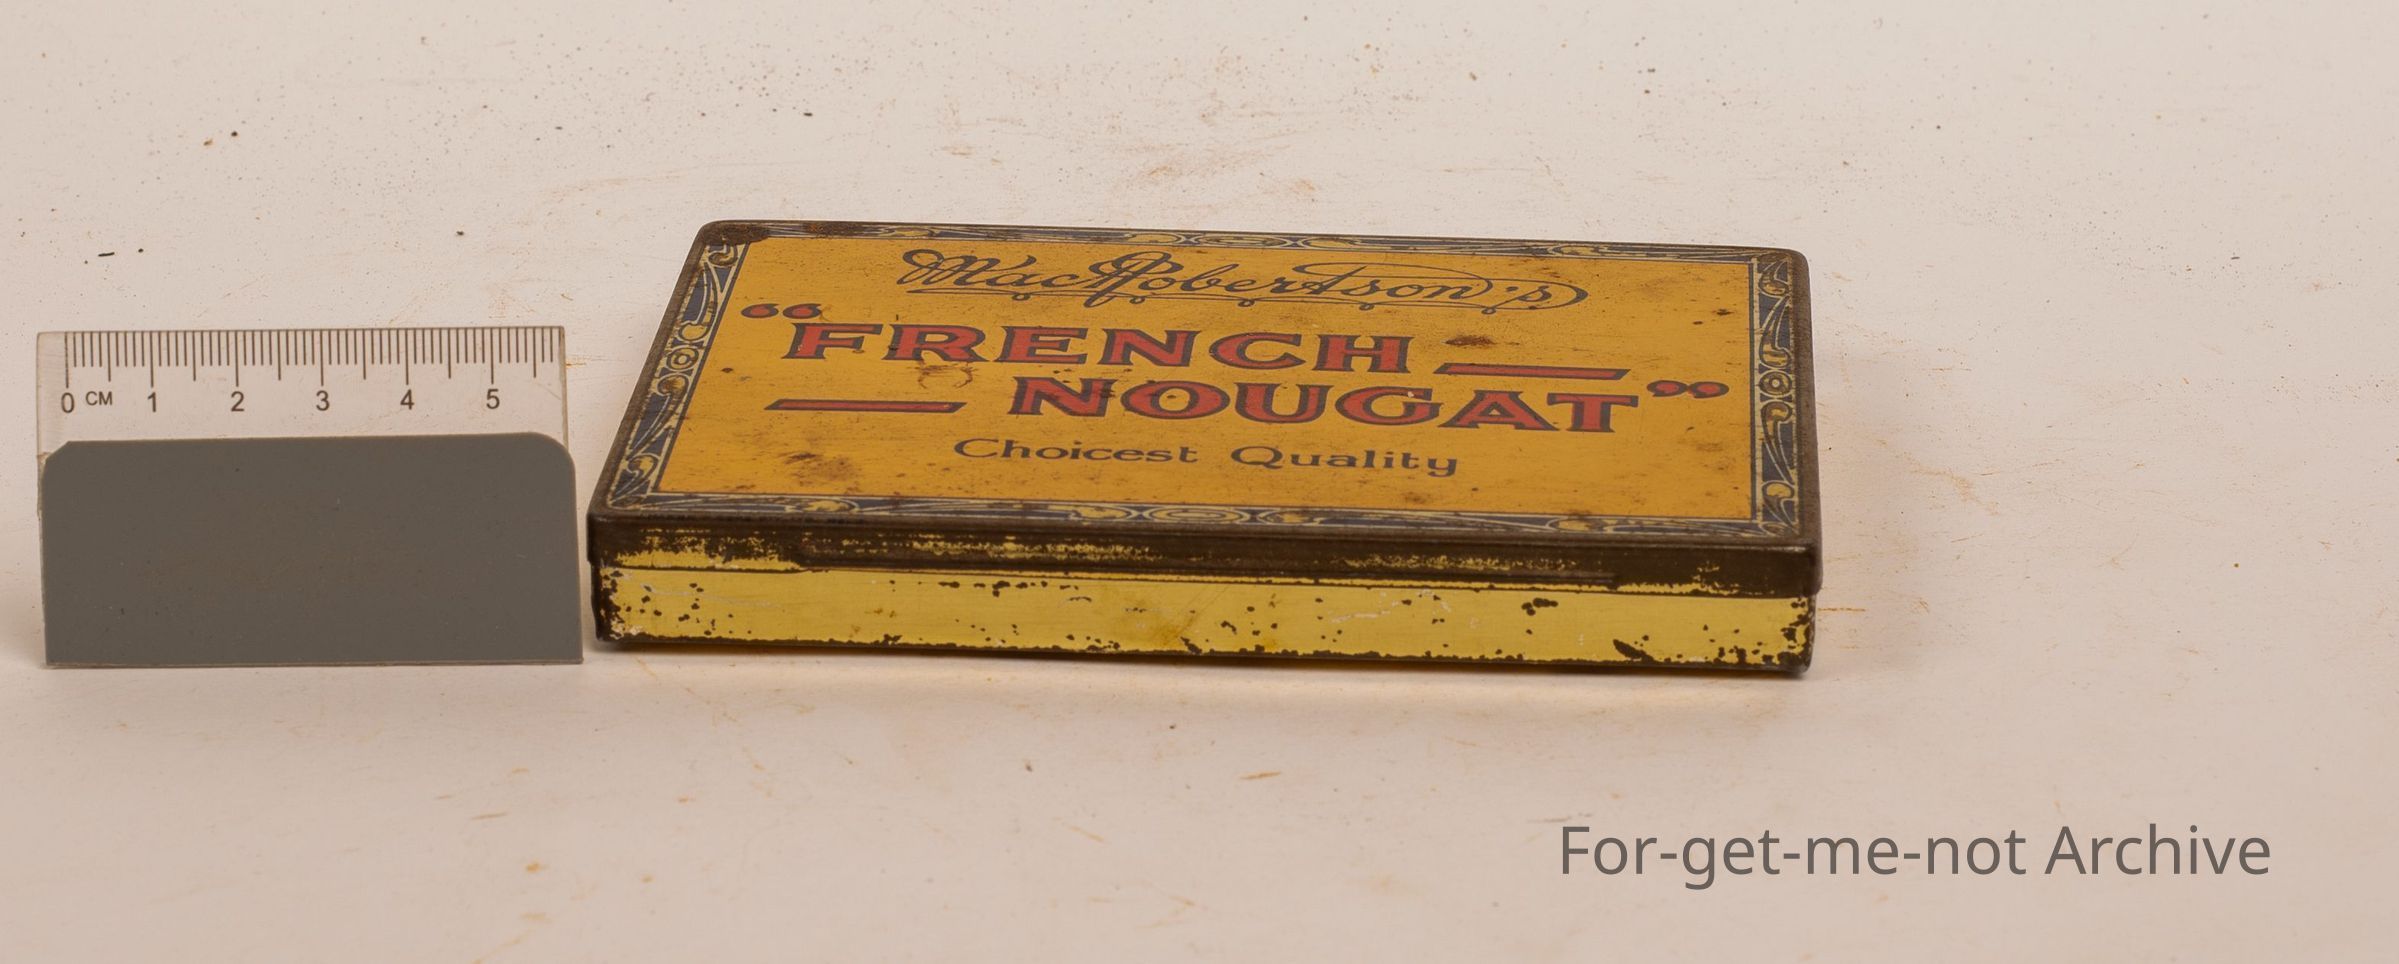 MacRobertson's
“FRENCH
NOUGAT”
Choicest Quality
0 CM 1 2 3 4 5
For-get-me-not Archive